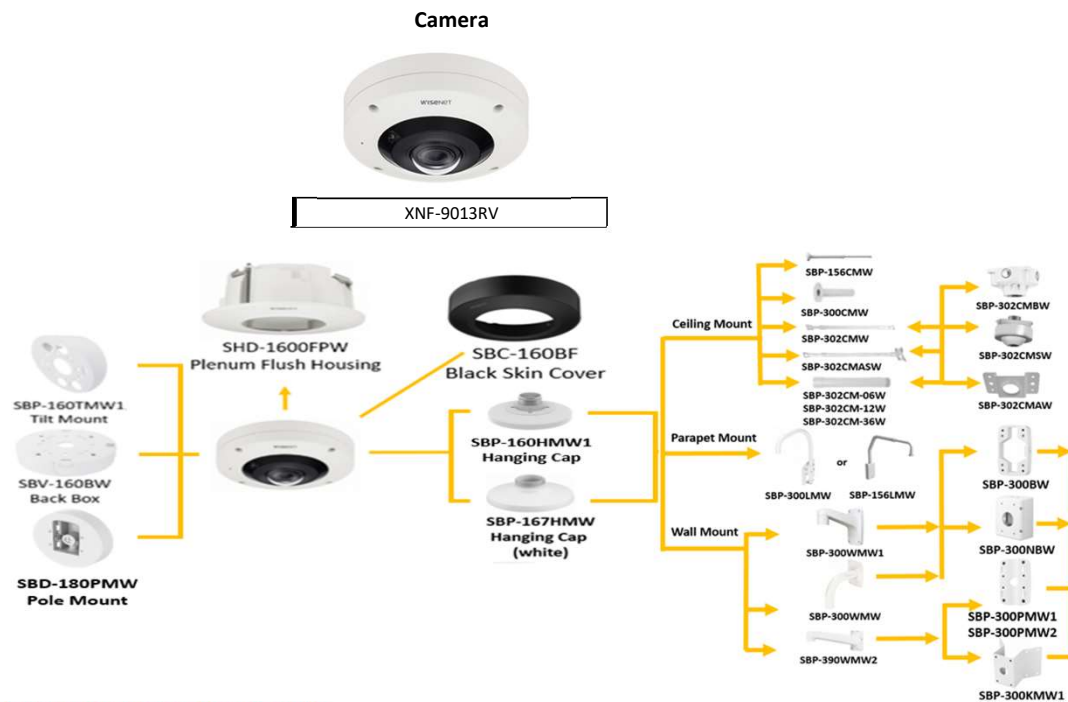 Camera
WISENET
XNF-9013RV
SHD-1600FPW
Plenum Flush Housing
SBC-160BF
Black Skin Cover
SBP-160TMW1
Tilt Mount
SBV-160BW
Back Box
SBD-180PMW
Pole Mount
SBP-160HMW1
Hanging Cap
SBP-167HMW
Hanging Cap
(white)
Ceiling Mount
SBP-156CMW
SBP-300CMW
SBP-302CMW
SBP-302CMASW
SBP-302CM-06W
SBP-302CM-12W
SBP-302CM-36W
SBP-302CMBW
SBP-302CMSW
SBP-302CMAW
Parapet Mount
SBP-300LMW
or
SBP-156LMW
Wall Mount
SBP-300WMW1
SBP-300WMW
SBP-390WMW2
SBP-300BW
SBP-300NBW
SBP-300PMW1
SBP-300PMW2
SBP-300KMW1